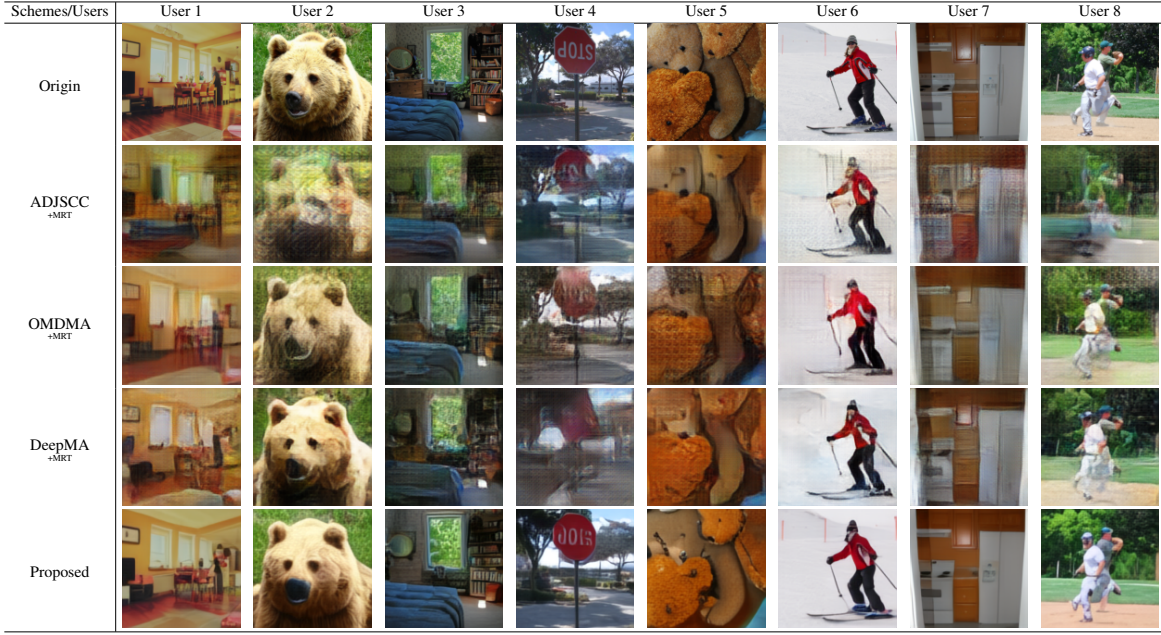 Schemes/Users User 1 User 2 User 3 User 4 User 5 User 6 User 7 User 8
Origin
STOP
ADJSCC
+MRT
OMDMA
+MRT
DeepMA
+MRT
Proposed